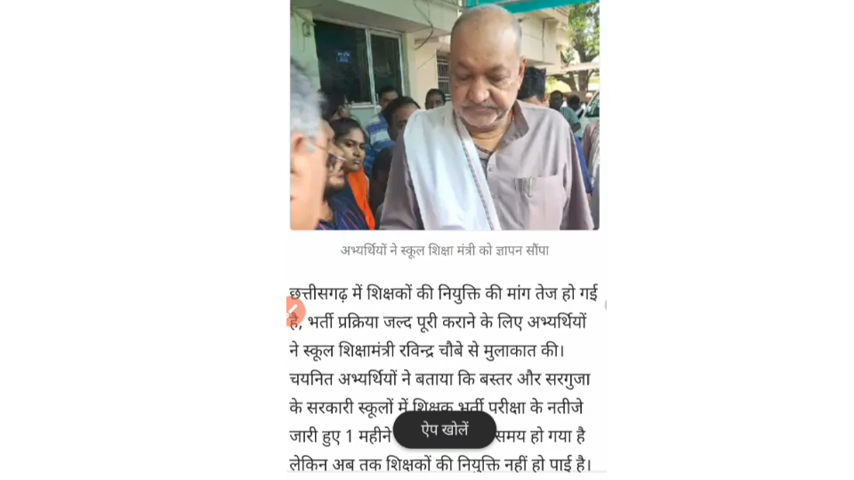 अभ्यर्थियों ने स्कूल शिक्षा मंत्री को ज्ञापन सौंपा
छत्तीसगढ़ में शिक्षकों की नियुक्ति की मांग तेज हो गई
है, भर्ती प्रक्रिया जल्द पूरी कराने के लिए अभ्यर्थियों
ने स्कूल शिक्षामंत्री रविन्द्र चौबे से मुलाकात की।
चयनित अभ्यर्थियों ने बताया कि बस्तर और सरगुजा
के सरकारी स्कूलों में शिक्षक भर्ती परीक्षा के नतीजे
जारी हुए 1 महीने समय हो गया है
ऐप खोलें
लेकिन अब तक शिक्षकों की नियुक्ति नहीं हो पाई है।